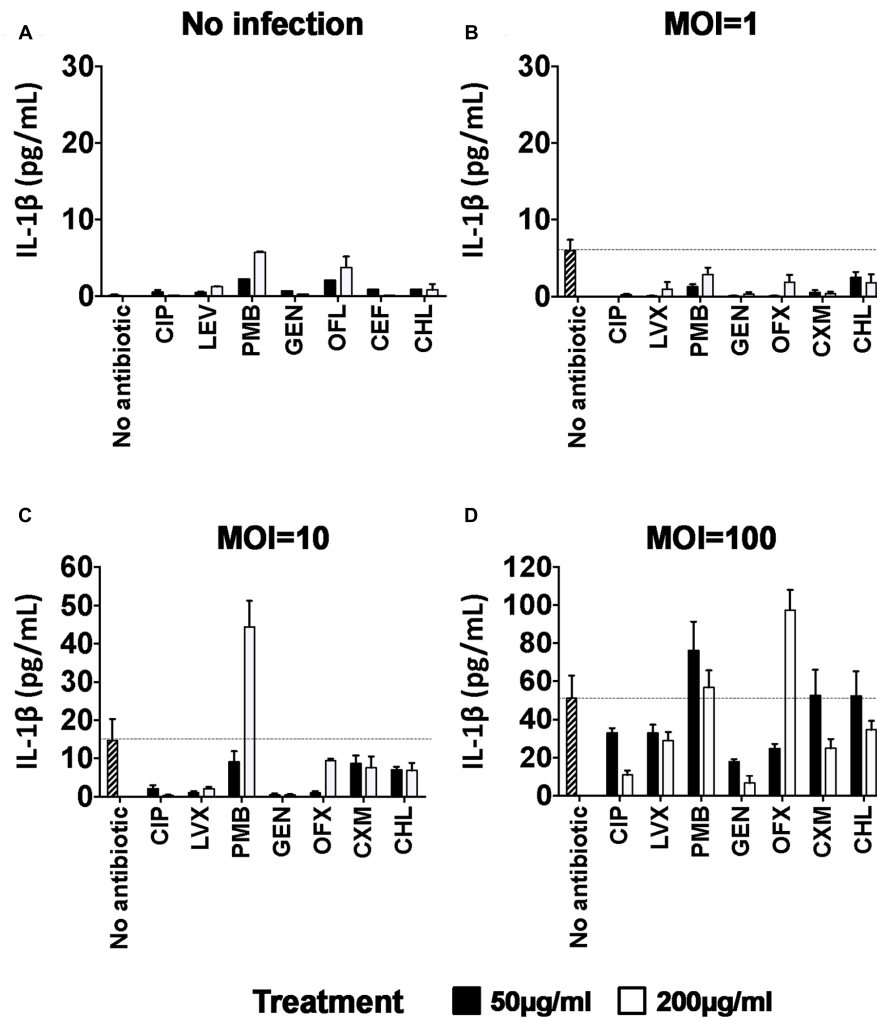 A
No infection
IL-1β (pg/mL)
30
20
10
0
No antibiotic
CIP
LEV
PMB
GEN
OFL
CEF
CHL
B
MOI=1
IL-1β (pg/mL)
30
20
10
0
No antibiotic
CIP
LVX
PMB
GEN
OFX
CXM
CHL
C
MOI=10
IL-1β (pg/mL)
60
50
40
30
20
10
0
No antibiotic
CIP
LVX
PMB
GEN
OFX
CXM
CHL
D
MOI=100
IL-1β (pg/mL)
120
100
80
60
40
20
0
No antibiotic
CIP
LVX
PMB
GEN
OFX
CXM
CHL
Treatment 50µg/ml 200µg/ml